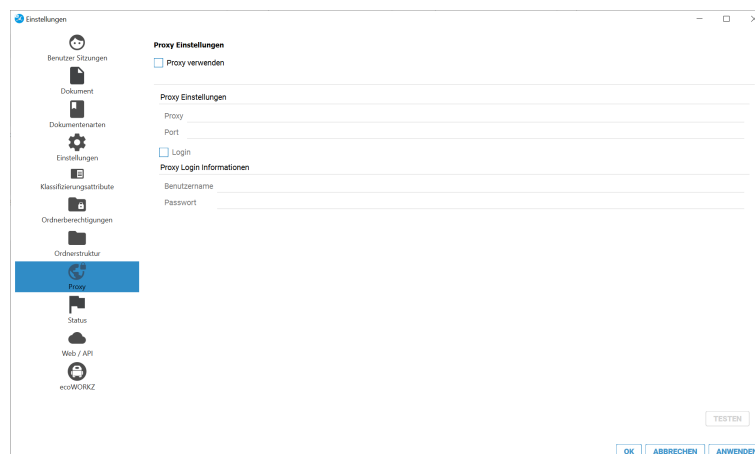 Einstellungen
Benutzer Sitzungen
Dokument
Dokumentenarten
Einstellungen
Klassifizierungsattribute
Ordnerberechtigungen
Ordnerstruktur
Proxy
Status
Web / API
ecoWORKZ
Proxy Einstellungen
Proxy verwenden
Proxy Einstellungen
Proxy
Port
Login
Proxy Login Informationen
Benutzername
Passwort
TESTEN
OK ABBRECHEN ANWENDEN